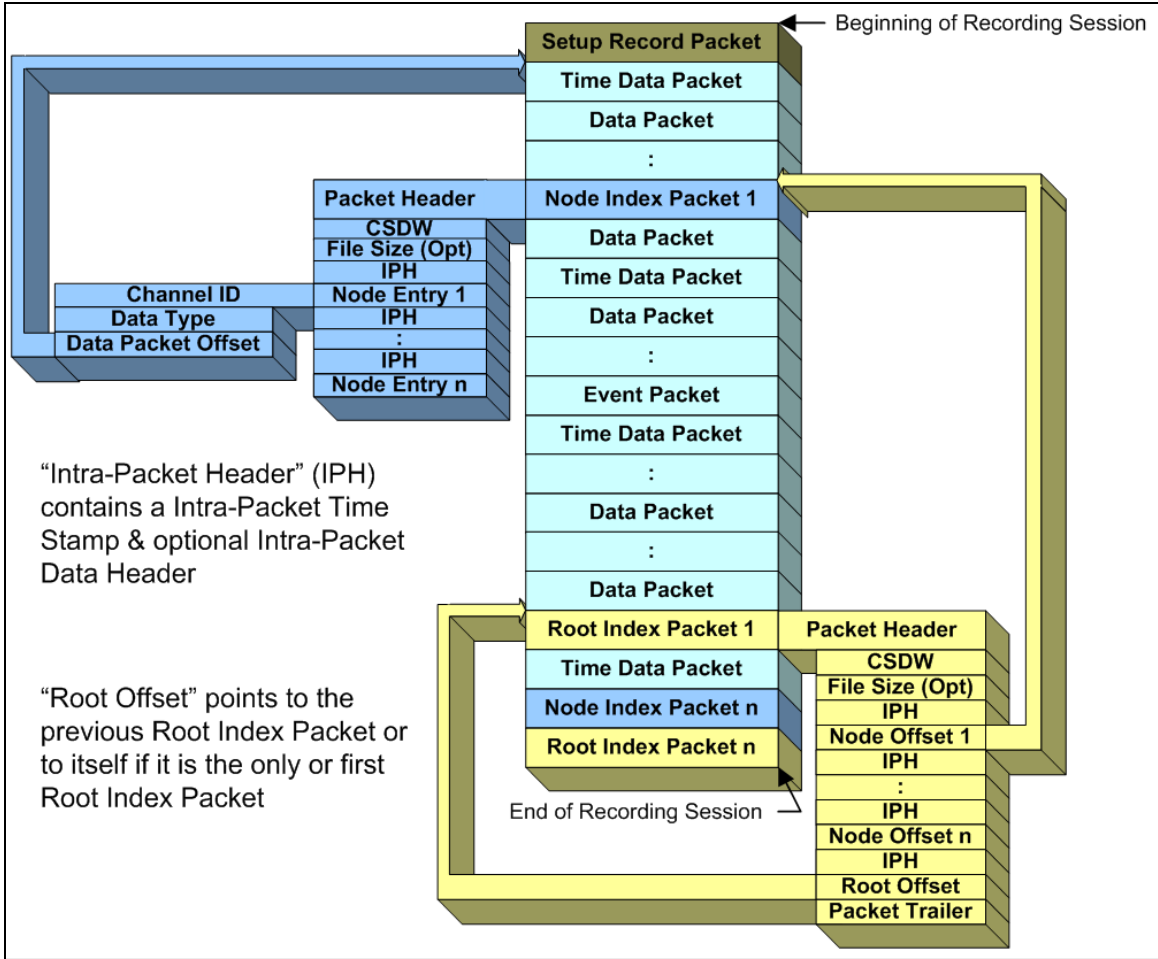 Beginning of Recording Session
Setup Record Packet
Time Data Packet
Data Packet
:
Node Index Packet 1
Data Packet
Time Data Packet
Data Packet
:
Event Packet
Time Data Packet
:
Data Packet
:
Data Packet
Root Index Packet 1
Time Data Packet
Node Index Packet n
Root Index Packet n
End of Recording Session
Packet Header
CSDW
File Size (Opt)
IPH
Node Entry 1
IPH
:
IPH
Node Entry n
Channel ID
Data Type
Data Packet Offset
“Intra-Packet Header” (IPH)
contains a Intra-Packet Time
Stamp & optional Intra-Packet
Data Header
“Root Offset” points to the
previous Root Index Packet or
to itself if it is the only or first
Root Index Packet
Packet Header
CSDW
File Size (Opt)
IPH
Node Offset 1
IPH
:
IPH
Node Offset n
IPH
Root Offset
Packet Trailer